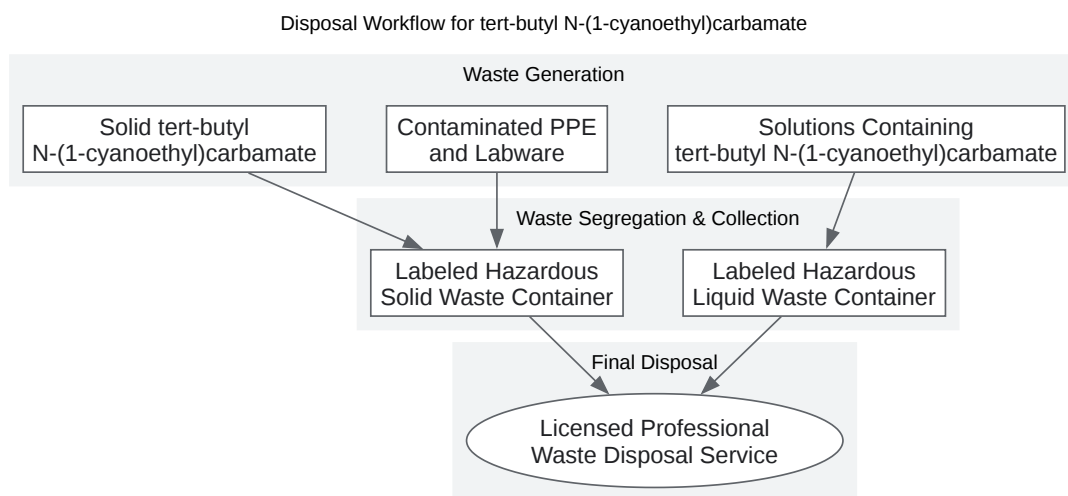 Disposal Workflow for tert-butyl N-(1-cyanoethyl)carbamate
Waste Generation
Solid tert-butyl
N-(1-cyanoethyl)carbamate
Contaminated PPE
and Labware
Solutions Containing
tert-butyl N-(1-cyanoethyl)carbamate
Waste Segregation & Collection
Labeled Hazardous
Solid Waste Container
Labeled Hazardous
Liquid Waste Container
Final Disposal
Licensed Professional
Waste Disposal Service